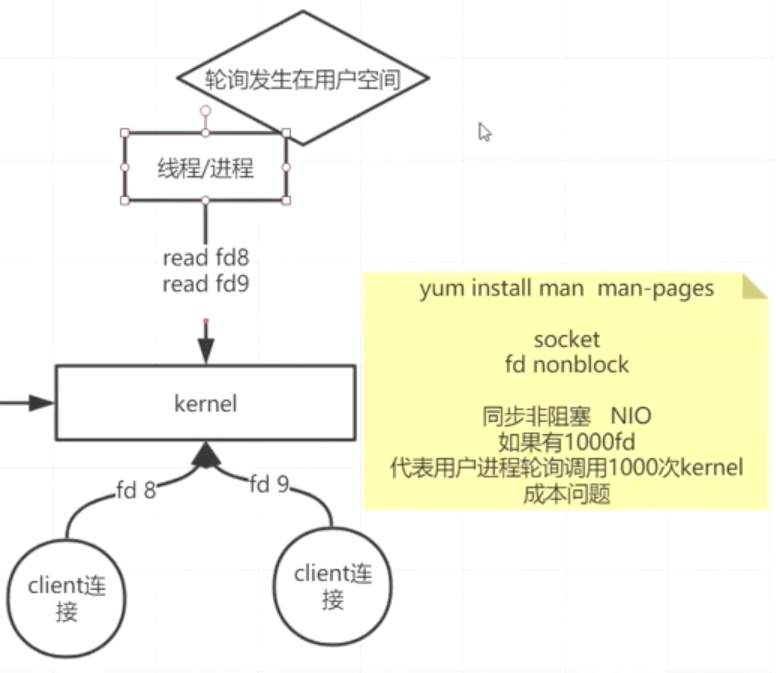 轮询发生在用户空间
线程/进程
read fd8
read fd9
kernel
fd 8
fd 9
client连
接
client连
接
yum install man  man-pages
socket
fd nonblock
同步非阻塞   NIO
如果有1000fd
代表用户进程轮询调用1000次kernel
成本问题